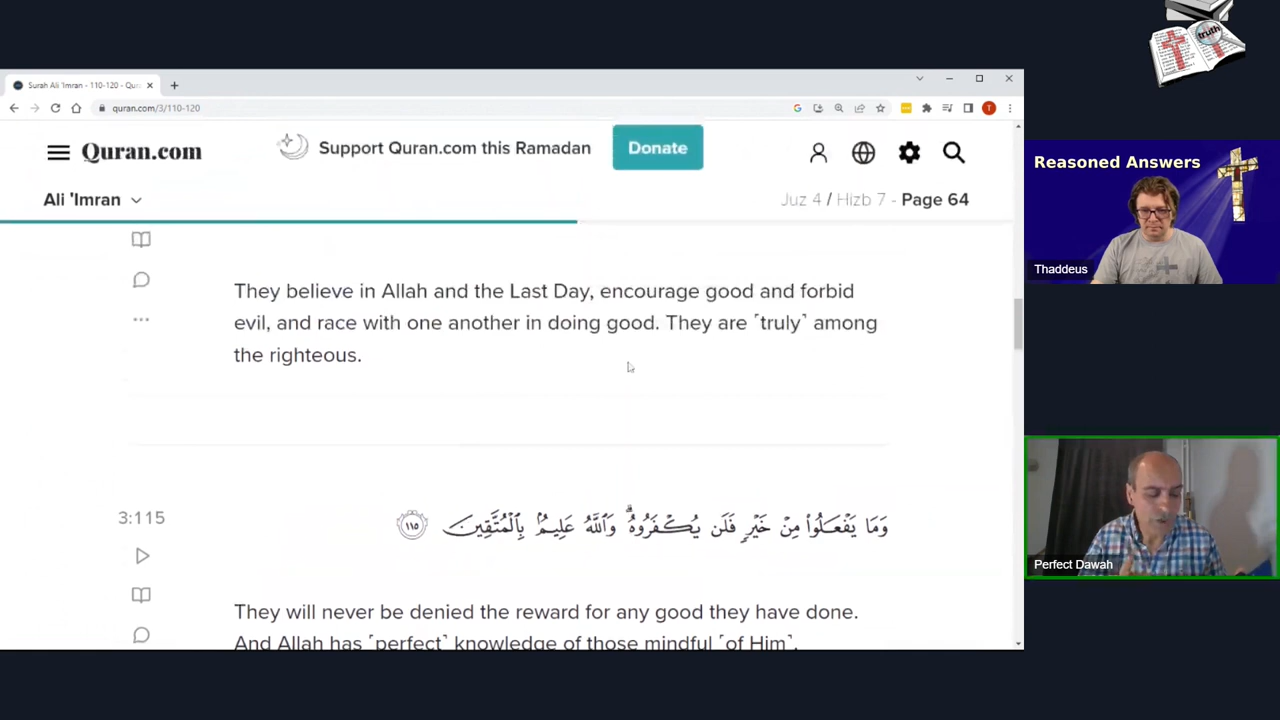 truth
Surah Ali 'Imran - 110-120 - Qur
quran.com/3/110-120
T
Quran.com
Support Quran.com this Ramadan
Donate
Ali 'Imran
Juz 4 / Hizb 7 - Page 64
They believe in Allah and the Last Day, encourage good and forbid
evil, and race with one another in doing good. They are ˹truly˺ among
the righteous.
3:115
وَمَا يَفْعَلُوا۟ مِنْ خَيْرٍ فَلَن يُكْفَرُوهُ ۗ وَٱللَّهُ عَلِيمٌۢ بِٱلْمُتَّقِينَ ١١٥
They will never be denied the reward for any good they have done.
And Allah has ˹perfect˺ knowledge of those mindful ˹of Him˺.
Reasoned Answers
Thaddeus
Perfect Dawah